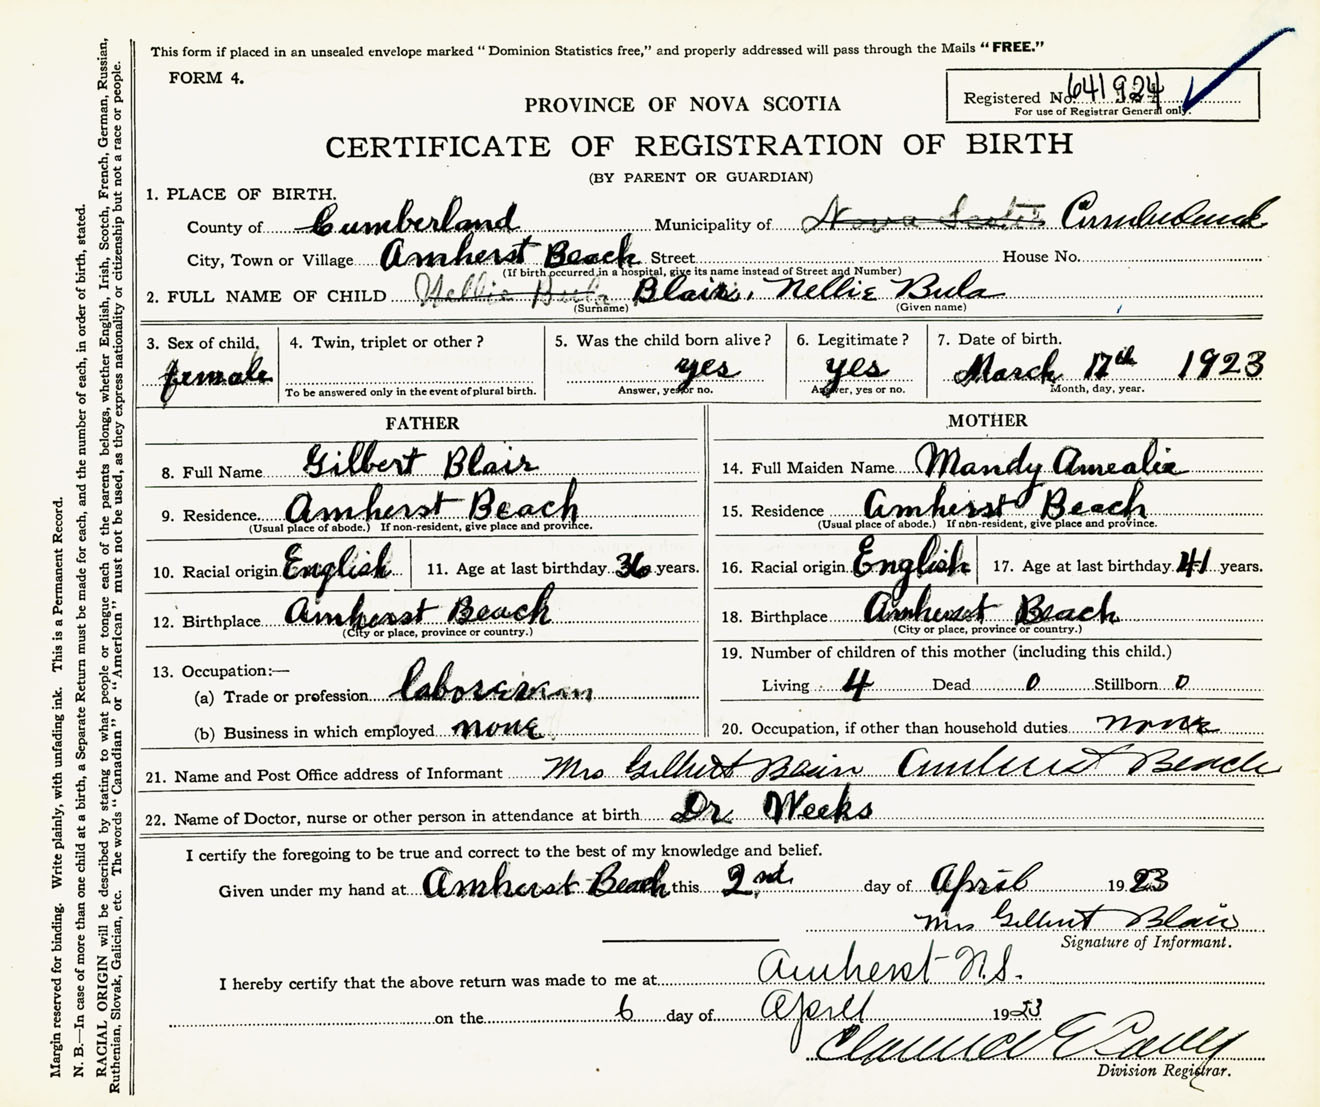 This form if placed in an unsealed envelope marked "Dominion Statistics free," and properly addressed will pass through the Mails "FREE."
FORM 4.
Registered No. 641924
For use of Registrar General only.
PROVINCE OF NOVA SCOTIA
CERTIFICATE OF REGISTRATION OF BIRTH
(BY PARENT OR GUARDIAN)
1. PLACE OF BIRTH.
County of Cumberland Municipality of Nova Scotia Cumberland
City, Town or Village Amherst Beach Street House No.
(If birth occurred in a hospital, give its name instead of Street and Number)
2. FULL NAME OF CHILD Nellie Bula Blair, Nellie Bula
(Surname) (Given name)
3. Sex of child. 4. Twin, triplet or other? 5. Was the child born alive? 6. Legitimate? 7. Date of birth.
female yes yes March 17th 1923
To be answered only in the event of plural birth. Answer, yes or no. Answer, yes or no. Month, day, year.
FATHER MOTHER
8. Full Name Gilbert Blair 14. Full Maiden Name Mandy Amealia
9. Residence Amherst Beach 15. Residence Amherst Beach
(Usual place of abode.) If non-resident, give place and province. (Usual place of abode.) If non-resident, give place and province.
10. Racial origin English 11. Age at last birthday 36 years. 16. Racial origin English 17. Age at last birthday 41 years.
12. Birthplace Amherst Beach 18. Birthplace Amherst Beach
(City or place, province or country.) (City or place, province or country.)
13. Occupation:— 19. Number of children of this mother (including this child.)
(a) Trade or profession Living 4 Dead 0 Stillborn 0
(b) Business in which employed none 20. Occupation, if other than household duties none
21. Name and Post Office address of Informant Mrs Gilbert Blair Amherst Beach
22. Name of Doctor, nurse or other person in attendance at birth Dr Weeks
I certify the foregoing to be true and correct to the best of my knowledge and belief.
Given under my hand at Amherst Beach this 2nd day of April 1923
Mrs Gilbert Blair
Signature of Informant.
I hereby certify that the above return was made to me at Amherst N.S.
on the 6 day of April 1923
Division Registrar.
Margin reserved for binding. Write plainly, with unfading ink. This is a Permanent Record.
N. B.—In case of more than one child at a birth, a Separate Return must be made for each, and the number of each, in order of birth, stated.
RACIAL ORIGIN will be described by stating to what people or tongue each of the parents belongs, whether English, Irish, Scotch, French, German, Russian,
Ruthenian, Slovak, Galician, etc. The words "Canadian" or "American" must not be used, as they express nationality or citizenship but not a race or people.